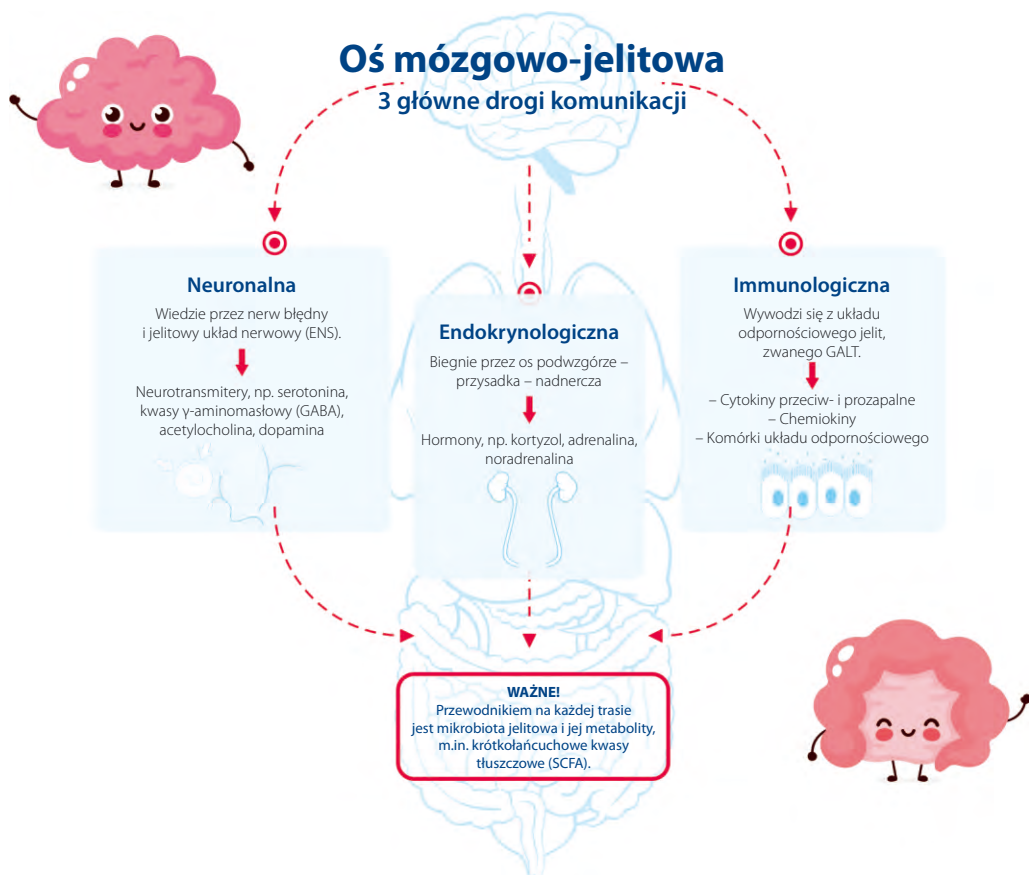 Oś mózgowo-jelitowa
3 główne drogi komunikacji
Neuronalna
Wiedzie przez nerw błędny
i jelitowy układ nerwowy (ENS).
Neurotransmitery, np. serotonina,
kwasy γ-aminomasłowy (GABA),
acetylocholina, dopamina
Endokrynologiczna
Biegnie przez os podwzgórze –
przysadka – nadnercza
Hormony, np. kortyzol, adrenalina,
noradrenalina
Immunologiczna
Wywodzi się z układu
odpornościowego jelit,
zwanego GALT.
– Cytokiny przeciw- i prozapalne
– Chemiokiny
– Komórki układu odpornościowego
WAŻNE!
Przewodnikiem na każdej trasie
jest mikrobiota jelitowa i jej metabolity,
m.in. krótkołańcuchowe kwasy
tłuszczowe (SCFA).